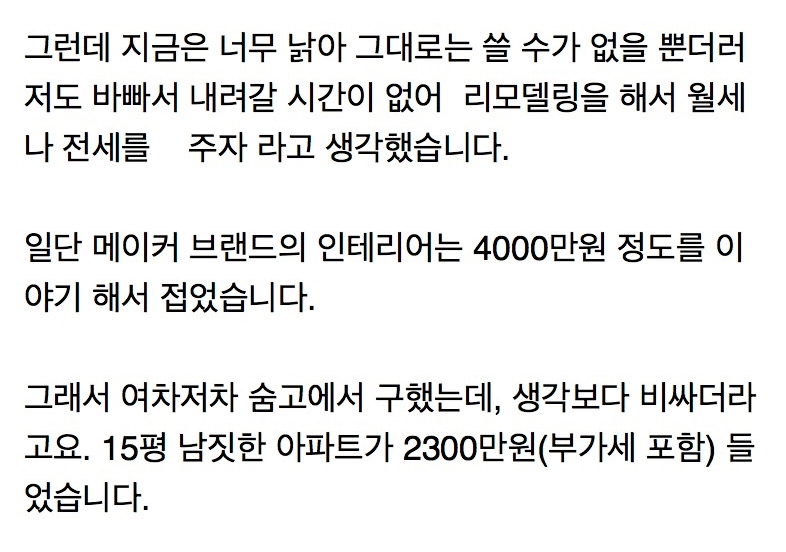 그런데 지금은 너무 낡아 그대로는 쓸 수가 없을 뿐더러
저도 바빠서 내려갈 시간이 없어  리모델링을 해서 월세
나 전세를    주자 라고 생각했습니다.
일단 메이커 브랜드의 인테리어는 4000만원 정도를 이
야기 해서 접었습니다.
그래서 여차저차 숨고에서 구했는데, 생각보다 비싸더라
고요. 15평 남짓한 아파트가 2300만원(부가세 포함) 들
었습니다.